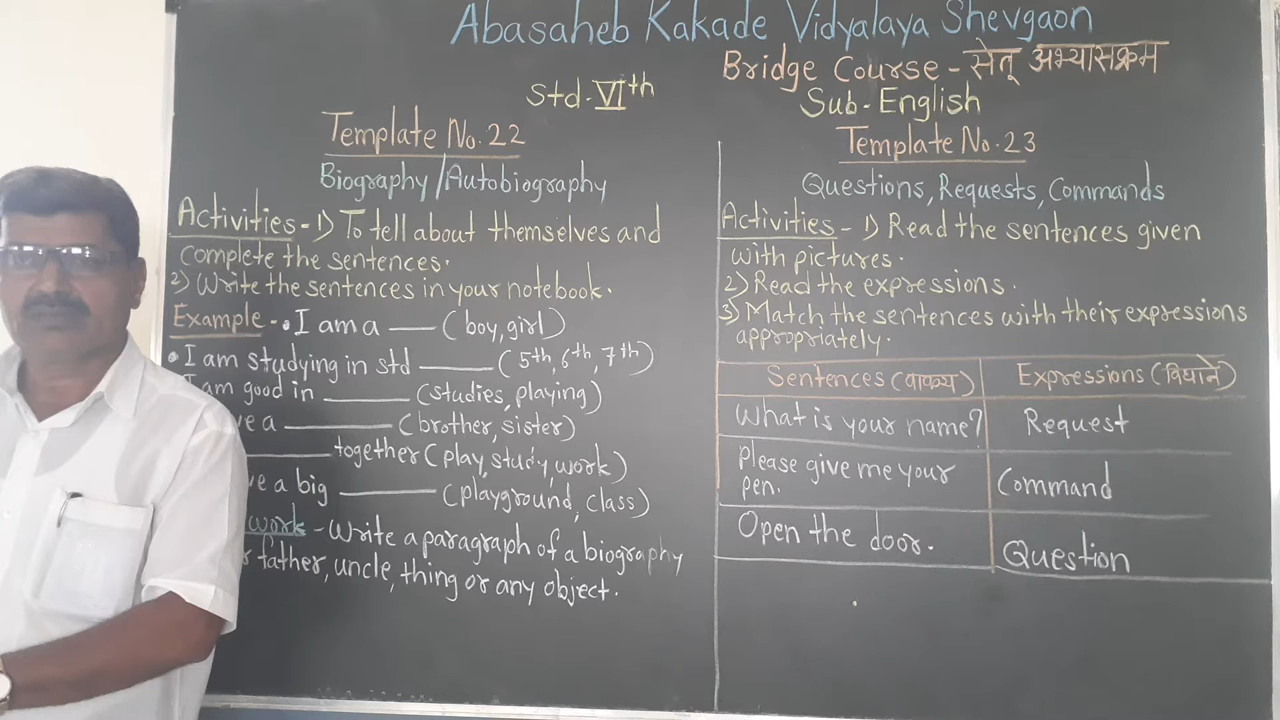 Abasaheb Kakade Vidyalaya Shevgaon
Bridge Course - सेतू अभ्यासक्रम
Std - VIth
Sub - English
Template No. 22
Biography/Autobiography
Activities - 1) To tell about themselves and
complete the sentences.
2) Write the sentences in your notebook.
Example - • I am a ___ (boy, girl)
• I am studying in std ___ (5th, 6th, 7th)
am good in ___ (studies, playing)
ve a ___ (brother, sister)
___ together (play, study, work)
ve a big ___ (playground, class)
work - Write a paragraph of a biography
father, uncle, thing or any object.
Template No. 23
Questions, Requests, Commands
Activities - 1) Read the sentences given
with pictures.
2) Read the expressions.
3) Match the sentences with their expressions
appropriately.
Sentences (वाक्य) Expressions (विधाने)
What is your name? Request
Please give me your
pen. Command
Open the door. Question